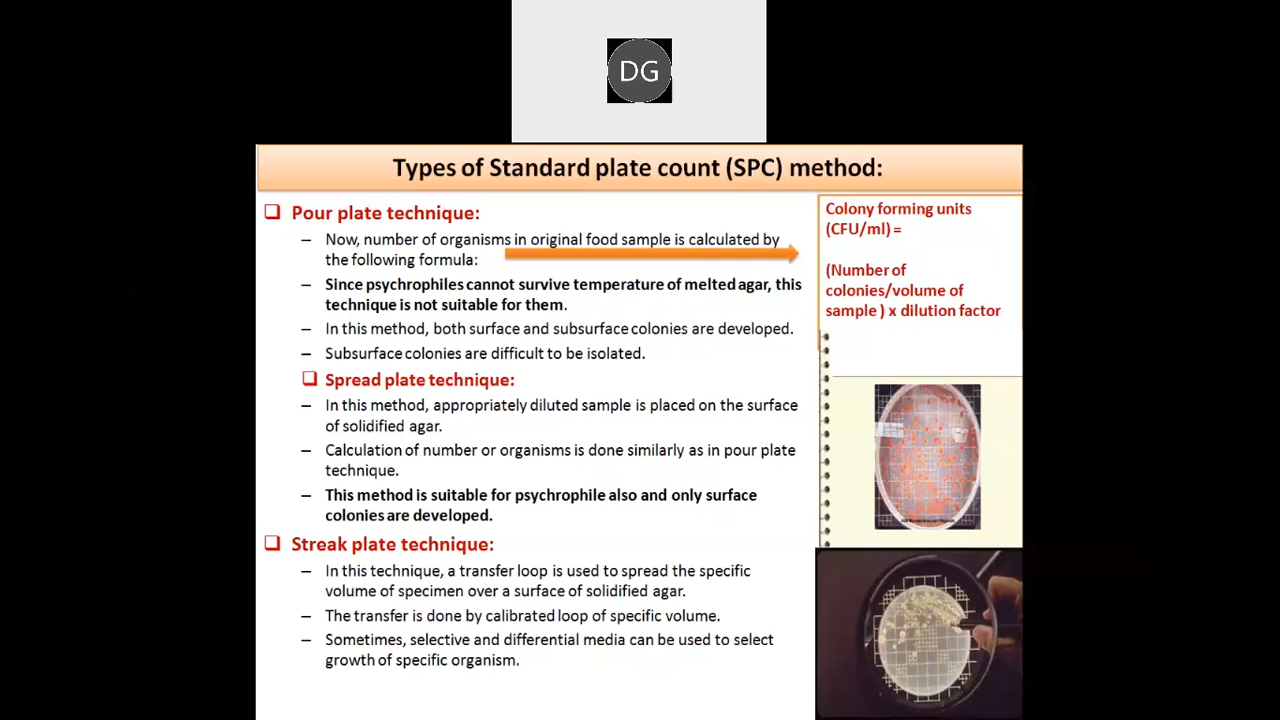 DG
Types of Standard plate count (SPC) method:
Pour plate technique:
– Now, number of organisms in original food sample is calculated by
the following formula:
– Since psychrophiles cannot survive temperature of melted agar, this
technique is not suitable for them.
– In this method, both surface and subsurface colonies are developed.
– Subsurface colonies are difficult to be isolated.
Spread plate technique:
– In this method, appropriately diluted sample is placed on the surface
of solidified agar.
– Calculation of number or organisms is done similarly as in pour plate
technique.
– This method is suitable for psychrophile also and only surface
colonies are developed.
Streak plate technique:
– In this technique, a transfer loop is used to spread the specific
volume of specimen over a surface of solidified agar.
– The transfer is done by calibrated loop of specific volume.
– Sometimes, selective and differential media can be used to select
growth of specific organism.
Colony forming units
(CFU/ml) =
(Number of
colonies/volume of
sample ) x dilution factor